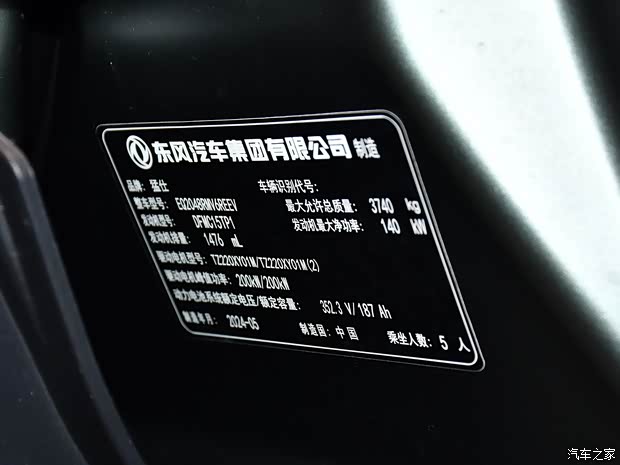 东风汽车集团有限公司 制造
品牌：猛仕 车辆识别代号：
整车型号：EQ2048RMV6REEV 最大允许总质量：3740 kg
发动机型号：DFMC15TP1 发动机最大净功率：140 kW
发动机排量：1476 mL
驱动电机型号：TZ220XY01M/TZ220XY01M(2)
驱动电机峰值功率：200kW/200kW
动力电池系统额定电压/额定容量：352.3 V/187 Ah
制造年月：2024-05 制造国：中国 乘坐人数：5 人
汽车之家